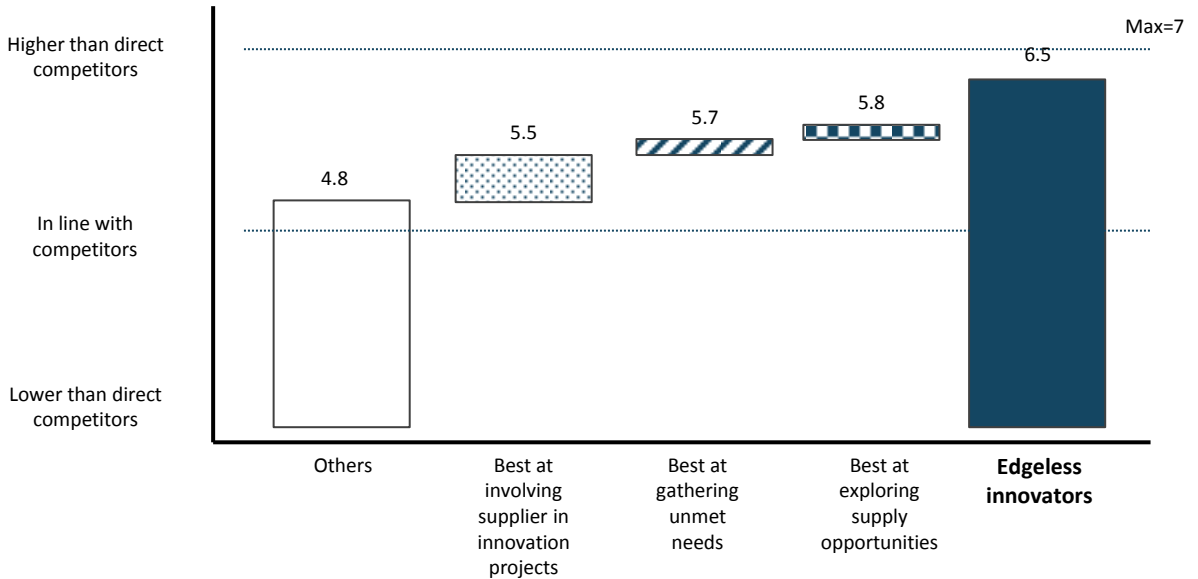 Max=7
Higher than direct
competitors
6.5
5.8
5.7
5.5
4.8
In line with
competitors
Lower than direct
competitors
Others
Best at
involving
supplier in
innovation
projects
Best at
gathering
unmet
needs
Best at
exploring
supply
opportunities
Edgeless
innovators